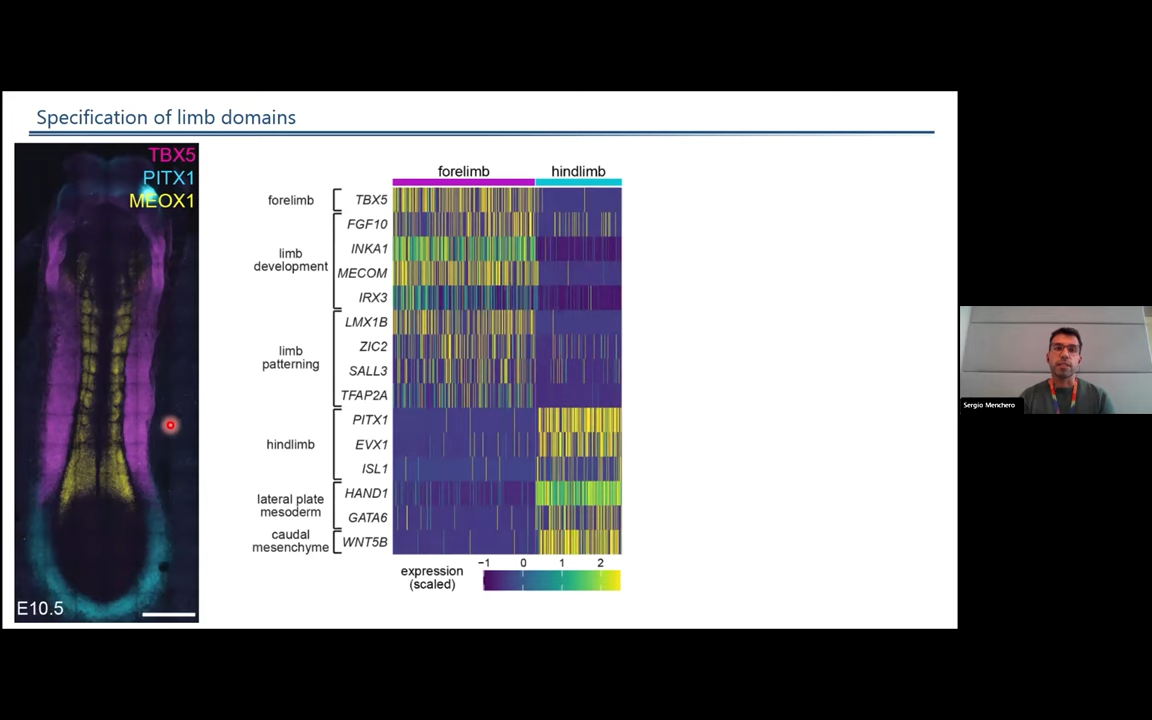 Specification of limb domains
TBX5
PITX1
MEOX1
E10.5
forelimb hindlimb
forelimb
TBX5
limb
development
FGF10
INKA1
MECOM
IRX3
limb
patterning
LMX1B
ZIC2
SALL3
TFAP2A
hindlimb
PITX1
EVX1
ISL1
lateral plate
mesoderm
HAND1
GATA6
caudal
mesenchyme
WNT5B
expression
(scaled)
−1 0 1 2
Sergio Menchero